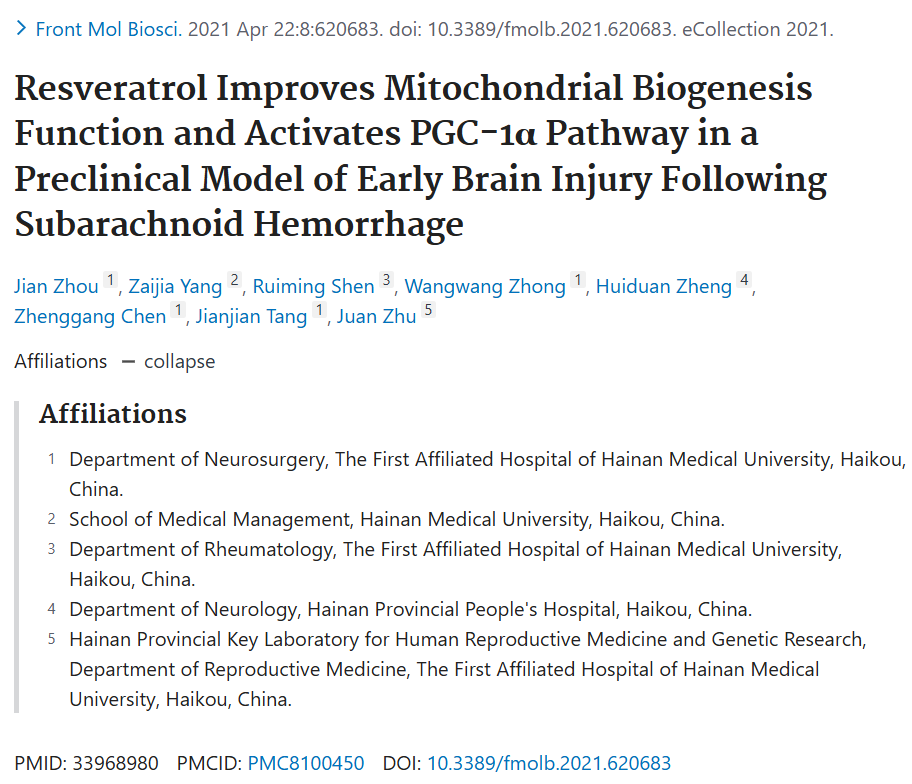 Front Mol Biosci. 2021 Apr 22:8:620683. doi: 10.3389/fmolb.2021.620683. eCollection 2021.
Resveratrol Improves Mitochondrial Biogenesis
Function and Activates PGC-1α Pathway in a
Preclinical Model of Early Brain Injury Following
Subarachnoid Hemorrhage
Jian Zhou 1, Zaijia Yang 2, Ruiming Shen 3, Wangwang Zhong 1, Huiduan Zheng 4,
Zhenggang Chen 1, Jianjian Tang 1, Juan Zhu 5
Affiliations — collapse
Affiliations
1 Department of Neurosurgery, The First Affiliated Hospital of Hainan Medical University, Haikou,
China.
2 School of Medical Management, Hainan Medical University, Haikou, China.
3 Department of Rheumatology, The First Affiliated Hospital of Hainan Medical University,
Haikou, China.
4 Department of Neurology, Hainan Provincial People's Hospital, Haikou, China.
5 Hainan Provincial Key Laboratory for Human Reproductive Medicine and Genetic Research,
Department of Reproductive Medicine, The First Affiliated Hospital of Hainan Medical
University, Haikou, China.
PMID: 33968980 PMCID: PMC8100450 DOI: 10.3389/fmolb.2021.620683